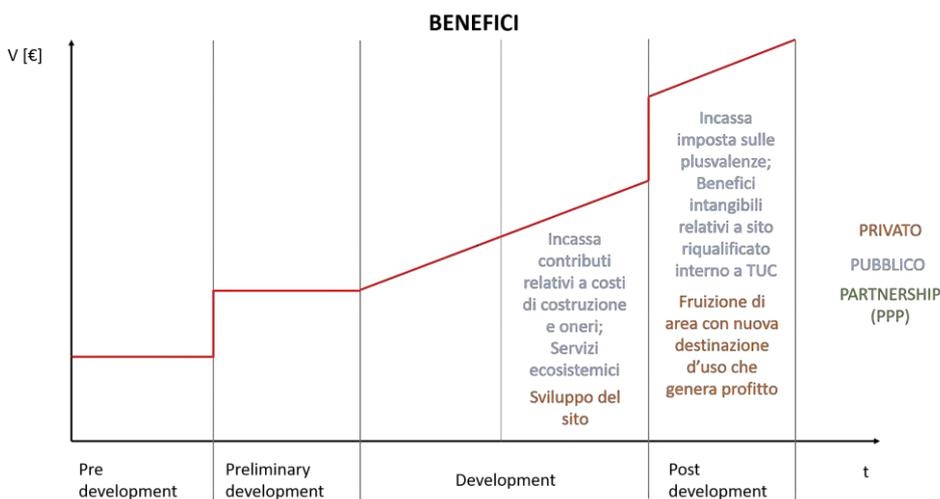 BENEFICI
V [€]
Incassa
imposta sulle
plusvalenze;
Benefici
intangibili
relativi a sito
riqualificato
interno a TUC
Fruizione di
area con nuova
destinazione
d'uso che
genera profitto
Incassa
contributi
relativi a costi
di costruzione
e oneri;
Servizi
ecosistemici
Sviluppo del
sito
PRIVATO
PUBBLICO
PARTNERSHIP
(PPP)
Pre
development
Preliminary
development
Development
Post
development
t